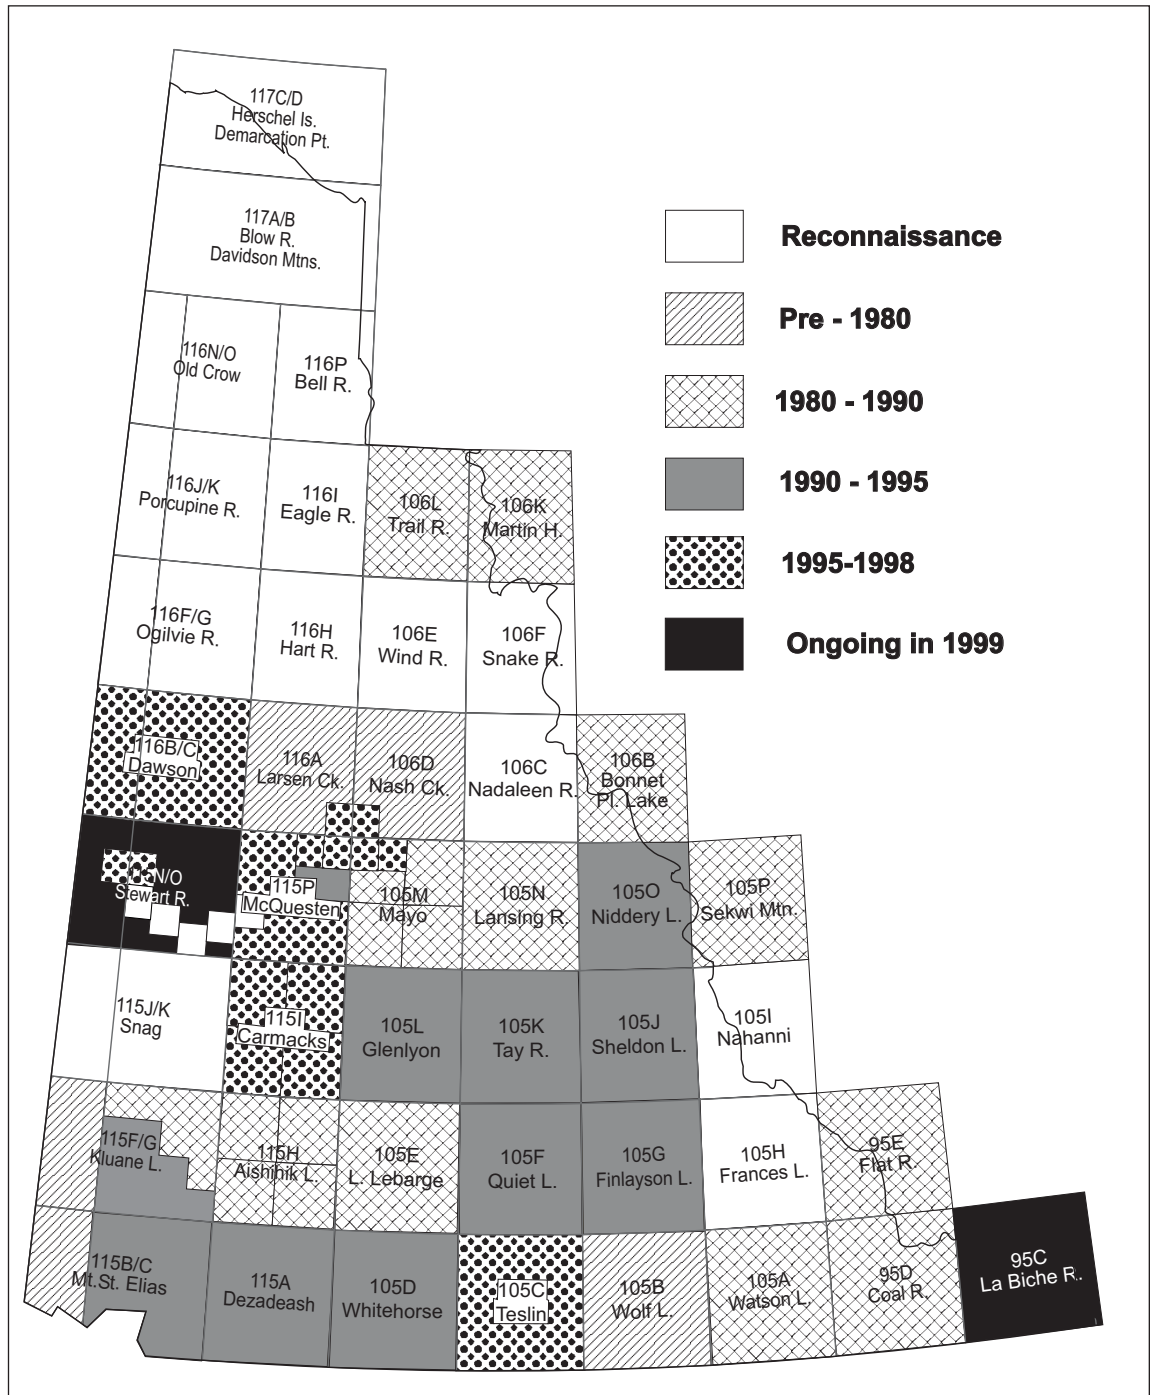 117C/D
Herschel Is.
Demarcation Pt.
117A/B
Blow R.
Davidson Mtns.
Reconnaissance
Pre - 1980
1980 - 1990
1990 - 1995
1995-1998
Ongoing in 1999
116N/O
Old Crow
116P
Bell R.
116J/K
Porcupine R.
116I
Eagle R.
106L
Trail R.
106K
Martin H.
116F/G
Ogilvie R.
116H
Hart R.
106E
Wind R.
106F
Snake R.
116B/C
Dawson
116A
Larsen Ck.
106D
Nash Ck.
106C
Nadaleen R.
106B
Bonnet
Pl. Lake
N/O
Stewart R.
115P
McQuesten
105M
Mayo
105N
Lansing R.
105O
Niddery L.
105P
Sekwi Mtn.
115J/K
Snag
115I
Carmacks
105L
Glenlyon
105K
Tay R.
105J
Sheldon L.
105I
Nahanni
115F/G
Kluane L.
115H
Aishihik L.
105E
L. Lebarge
105F
Quiet L.
105G
Finlayson L.
105H
Frances L.
95E
Flat R.
115B/C
Mt.St. Elias
115A
Dezadeash
105D
Whitehorse
105C
Teslin
105B
Wolf L.
105A
Watson L.
95D
Coal R.
95C
La Biche R.